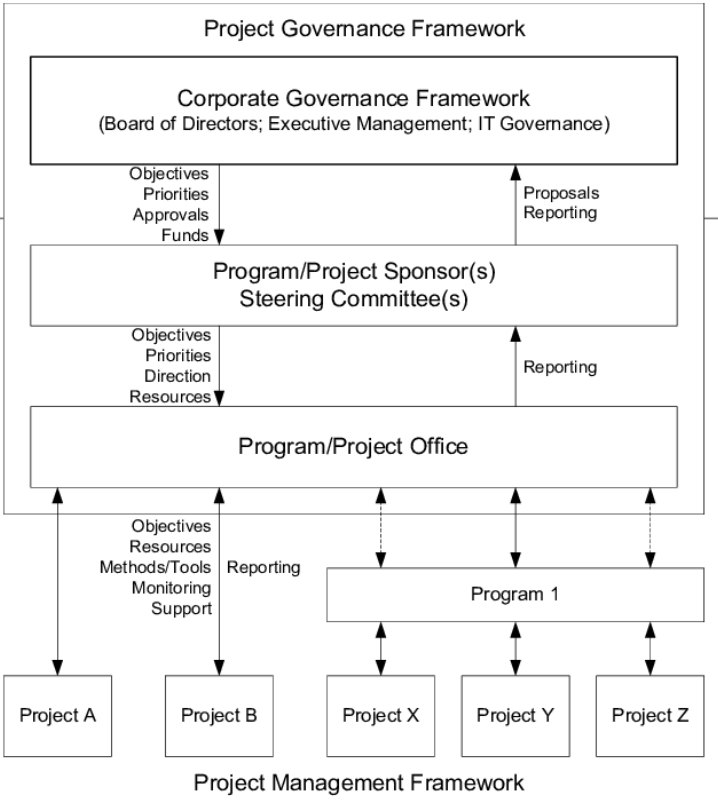 Project Governance Framework
Corporate Governance Framework
(Board of Directors; Executive Management; IT Governance)
Objectives
Priorities
Approvals
Funds
Proposals
Reporting
Program/Project Sponsor(s)
Steering Committee(s)
Objectives
Priorities
Direction
Resources
Reporting
Program/Project Office
Objectives
Resources
Methods/Tools
Monitoring
Support
Reporting
Program 1
Project A
Project B
Project X
Project Y
Project Z
Project Management Framework